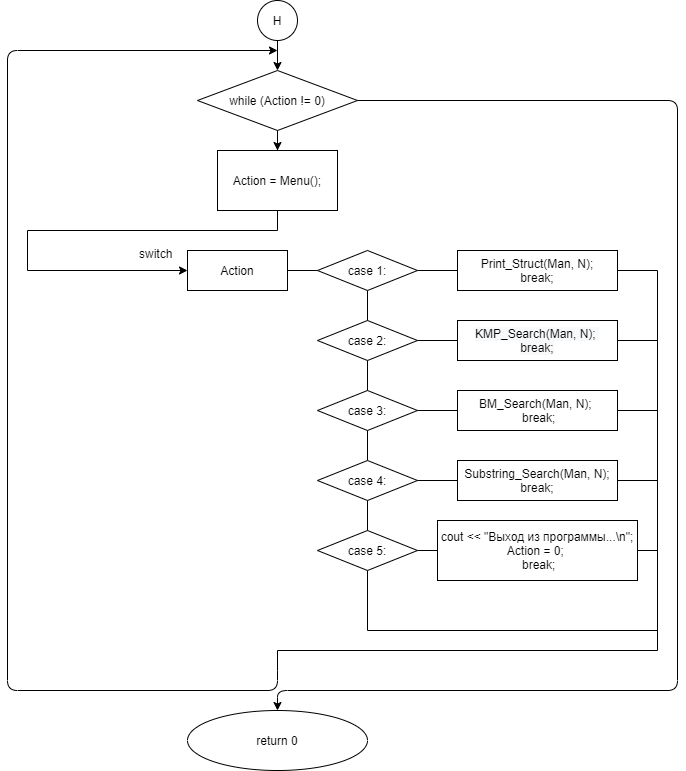 H
while (Action != 0)
Action = Menu();
switch
Action
case 1:
Print_Struct(Man, N);
break;
case 2:
KMP_Search(Man, N);
break;
case 3:
BM_Search(Man, N);
break;
case 4:
Substring_Search(Man, N);
break;
case 5:
cout << "Выход из программы...\n";
Action = 0;
break;
return 0